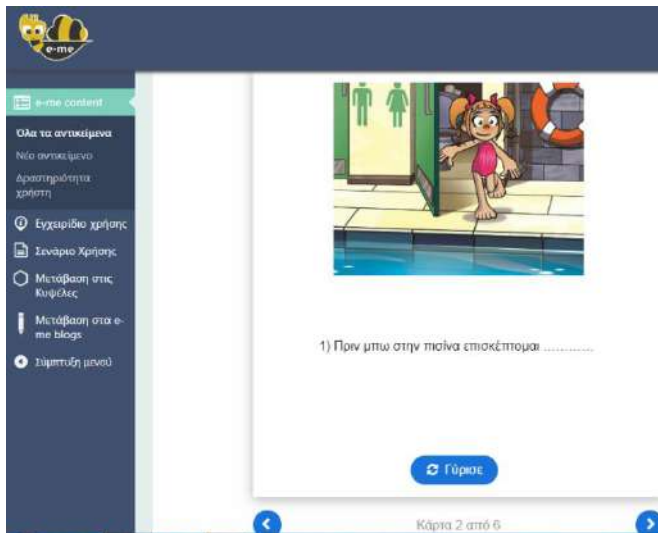 e-me
e-me content
Όλα τα αντικείμενα
Νέο αντικείμενο
Δραστηριότητα
χρήστη
Εγχειρίδιο χρήσης
Σενάριο Χρήσης
Μετάβαση στις
Κυψέλες
Μετάβαση στα e-
me blogs
Σύμπτυξη μενού
1) Πριν μπω στην πισίνα επισκέπτομαι ............
Γύρισε
Κάρτα 2 από 6